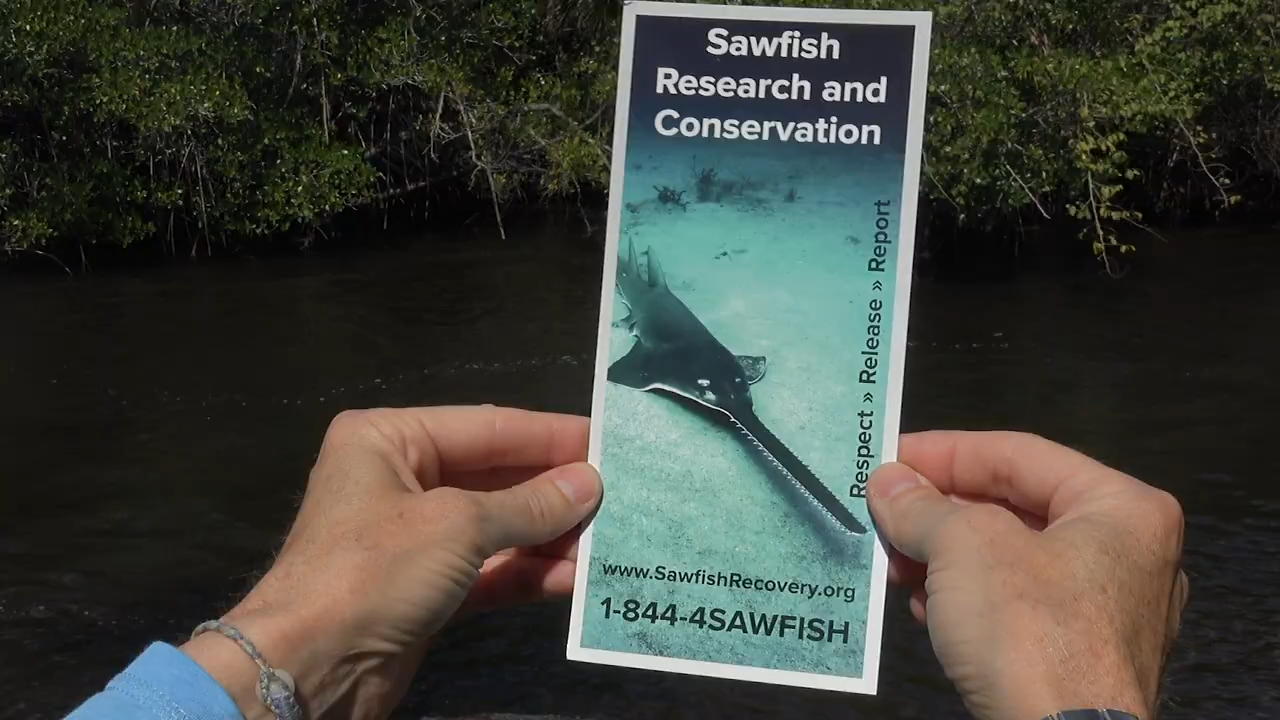 Sawfish
Research and
Conservation
Respect » Release » Report
www.SawfishRecovery.org
1-844-4SAWFISH